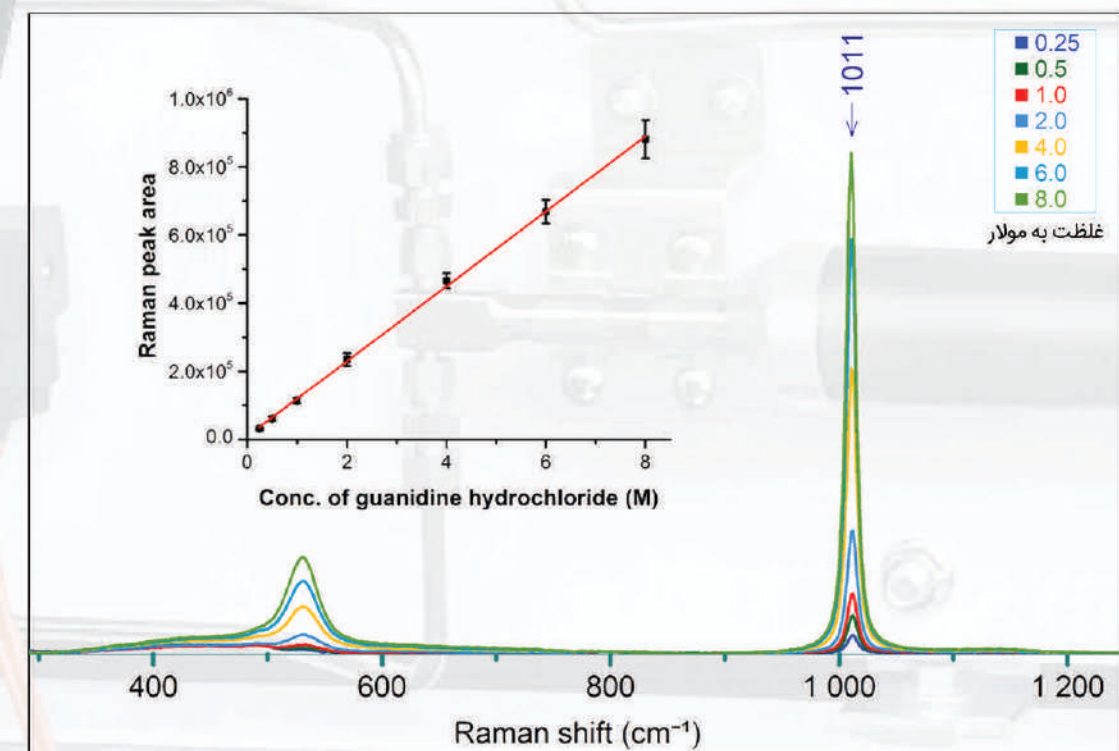 0.25
0.5
1.0
2.0
4.0
6.0
8.0
غلظت به مولار
1011
1.0x10⁶
8.0x10⁵
6.0x10⁵
4.0x10⁵
2.0x10⁵
0.0
0 2 4 6 8
Raman peak area
Conc. of guanidine hydrochloride (M)
400 600 800 1 000 1 200
Raman shift (cm⁻¹)